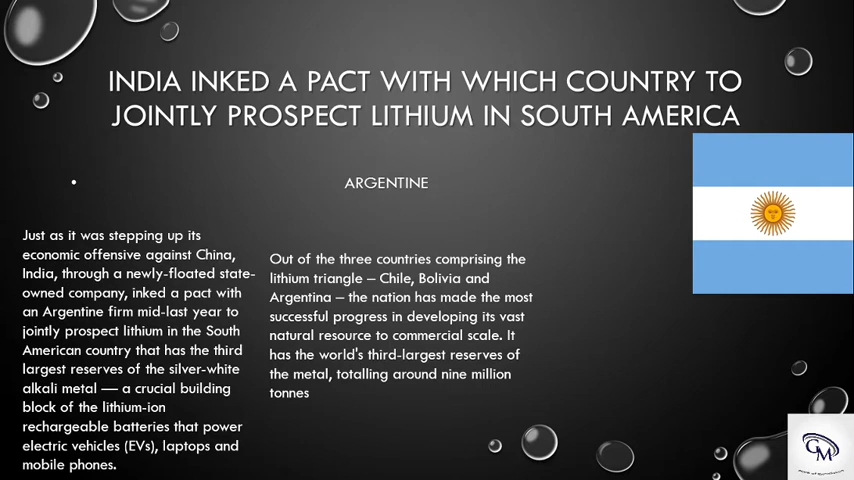 INDIA INKED A PACT WITH WHICH COUNTRY TO
JOINTLY PROSPECT LITHIUM IN SOUTH AMERICA
• ARGENTINE
Just as it was stepping up its
economic offensive against China,
India, through a newly-floated state-
owned company, inked a pact with
an Argentine firm mid-last year to
jointly prospect lithium in the South
American country that has the third
largest reserves of the silver-white
alkali metal — a crucial building
block of the lithium-ion
rechargeable batteries that power
electric vehicles (EVs), laptops and
mobile phones.
Out of the three countries comprising the
lithium triangle – Chile, Bolivia and
Argentina – the nation has made the most
successful progress in developing its vast
natural resource to commercial scale. It
has the world's third-largest reserves of
the metal, totalling around nine million
tonnes
GM